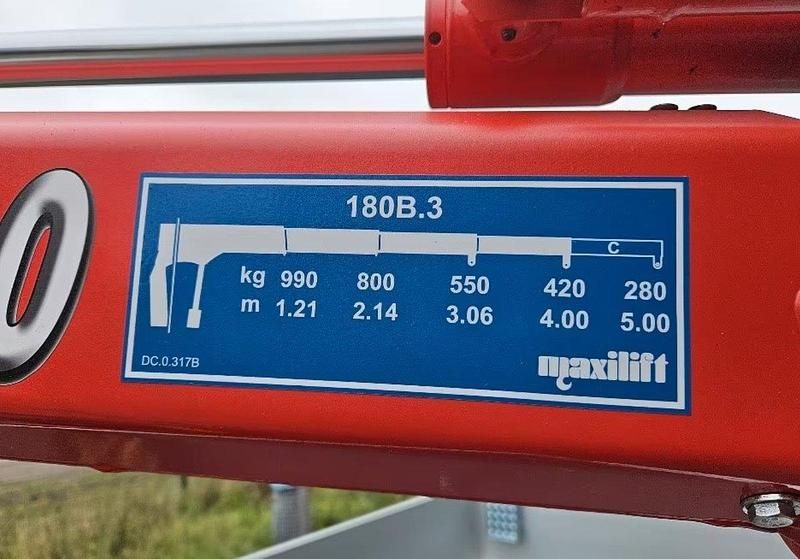 0
180B.3
C
kg 990 800 550 420 280
m 1.21 2.14 3.06 4.00 5.00
DC.0.317B
maxilift